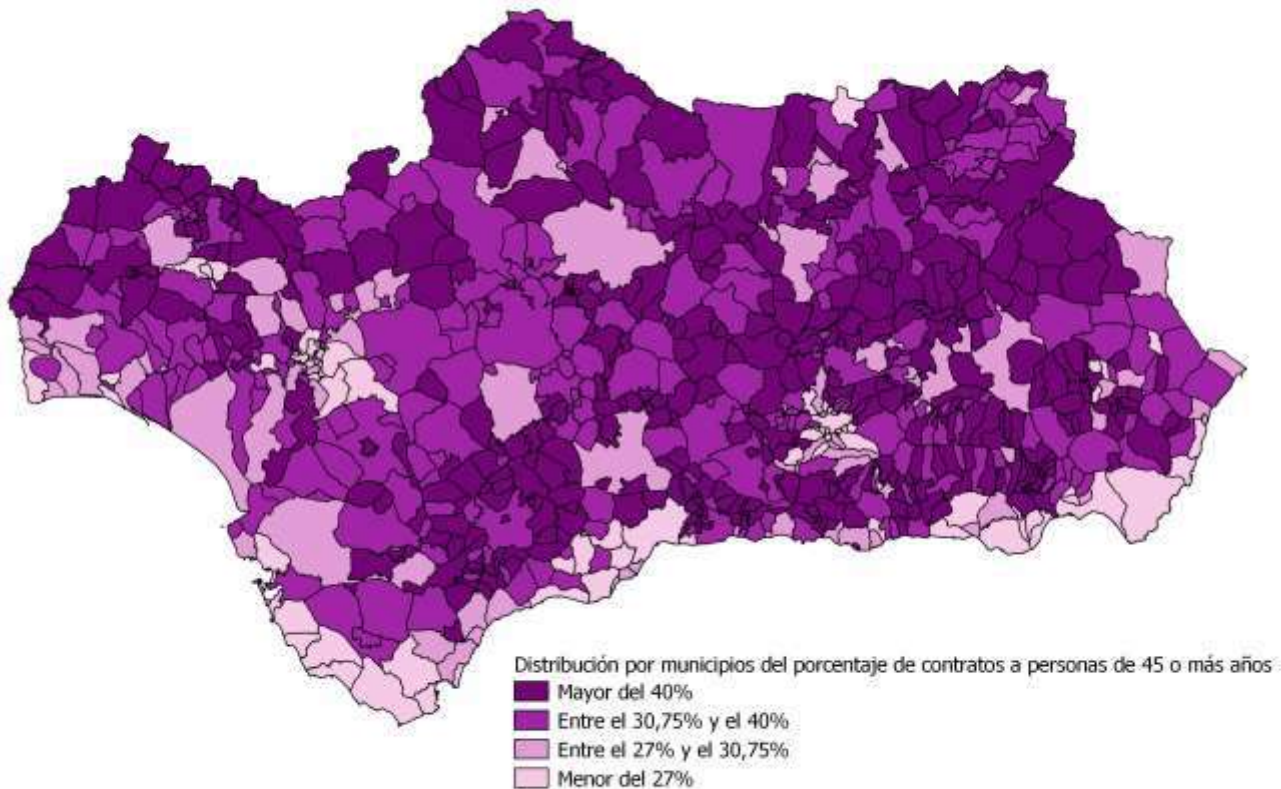 Distribución por municipios del porcentaje de contratos a personas de 45 o más años
Mayor del 40%
Entre el 30,75% y el 40%
Entre el 27% y el 30,75%
Menor del 27%